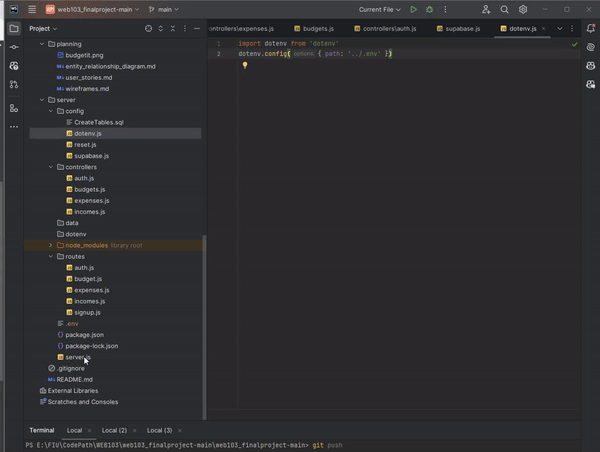 WS web103_finalproject-main main Current File
Project
controllers\expenses.js budgets.js controllers\auth.js supabase.js dotenv.js
planning
budgetit.png
entity_relationship_diagram.md
user_stories.md
wireframes.md
server
config
CreateTables.sql
dotenv.js
reset.js
supabase.js
controllers
auth.js
budgets.js
expenses.js
incomes.js
data
dotenv
node_modules library root
routes
auth.js
budget.js
expenses.js
incomes.js
signup.js
.env
package.json
package-lock.json
server.js
.gitignore
README.md
External Libraries
Scratches and Consoles
1 import dotenv from 'dotenv'
2 dotenv.config( options: { path: '../.env' })
Terminal Local Local (2) Local (3)
PS E:\FIU\CodePath\WEB103\web103_finalproject-main\web103_finalproject-main> git push